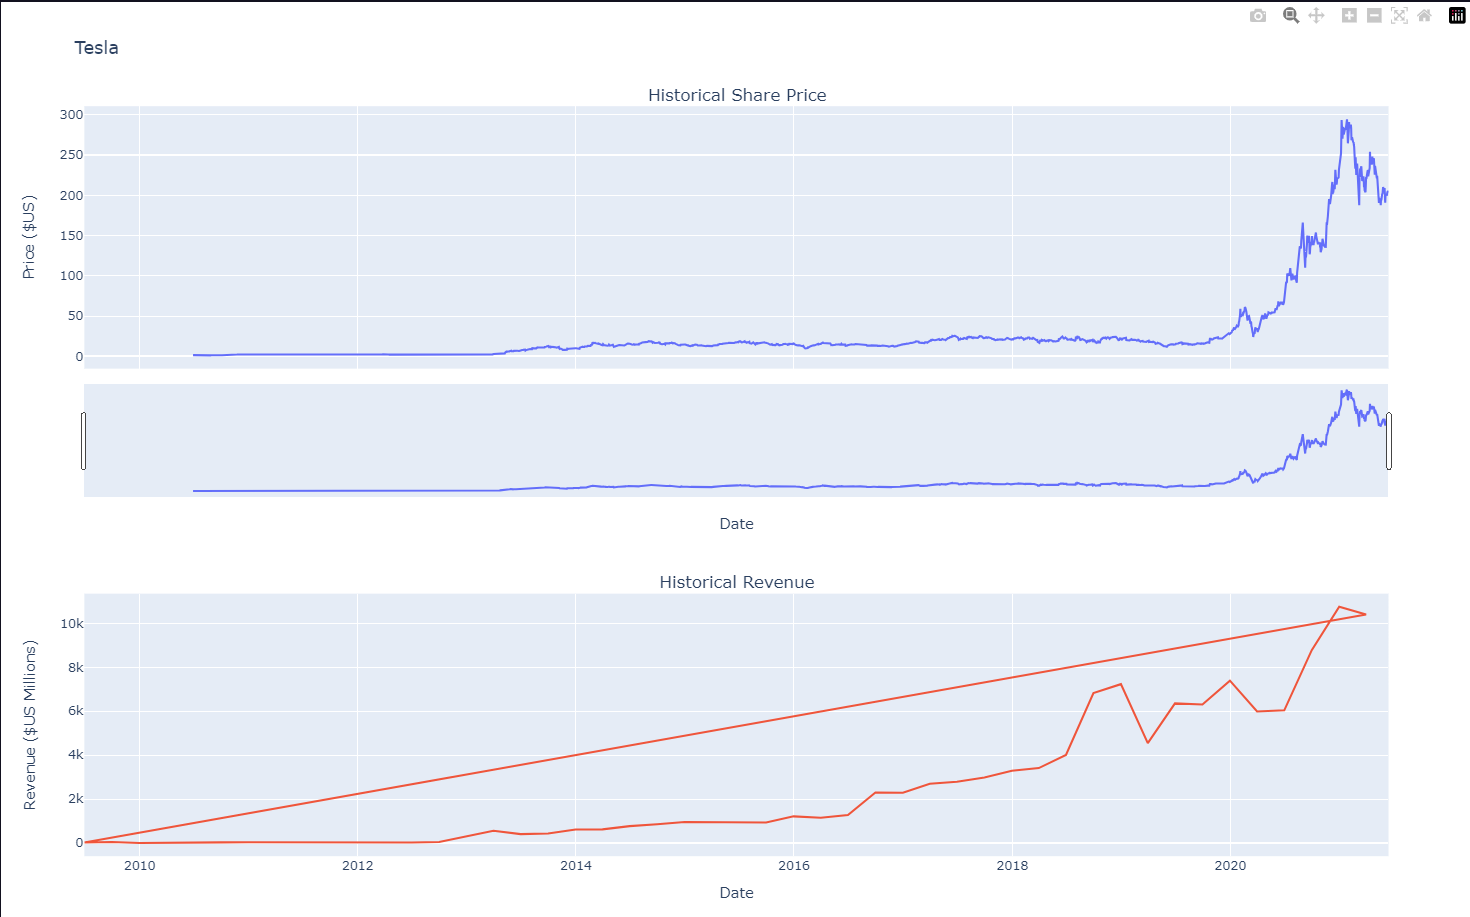 Tesla
Historical Share Price
300
250
200
150
100
50
0
Price ($US)
Date
Historical Revenue
10k
8k
6k
4k
2k
0
Revenue ($US Millions)
2010 2012 2014 2016 2018 2020
Date